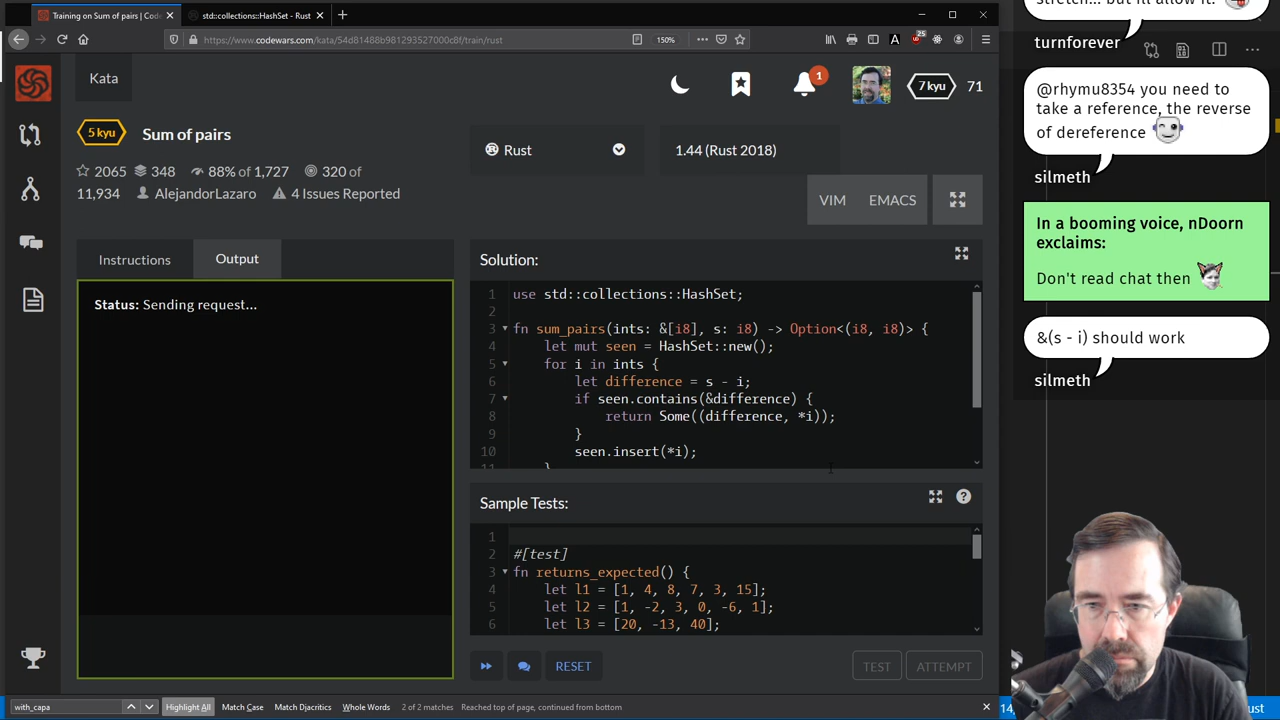 Training on Sum of pairs | Cod
std::collections::HashSet - Rust
https://www.codewars.com/kata/54d81488b981293527000c8f/train/rust
150%
25
Kata
1
7 kyu
71
5 kyu
Sum of pairs
2065
348
88% of 1,727
320 of
11,934
AlejandorLazaro
4 Issues Reported
Rust
1.44 (Rust 2018)
VIM
EMACS
Instructions
Output
Status: Sending request...
Solution:
1 use std::collections::HashSet;
2
3 fn sum_pairs(ints: &[i8], s: i8) -> Option<(i8, i8)> {
4 let mut seen = HashSet::new();
5 for i in ints {
6 let difference = s - i;
7 if seen.contains(&difference) {
8 return Some((difference, *i));
9 }
10 seen.insert(*i);
11 }
Sample Tests:
1
2 #[test]
3 fn returns_expected() {
4 let l1 = [1, 4, 8, 7, 3, 15];
5 let l2 = [1, -2, 3, 0, -6, 1];
6 let l3 = [20, -13, 40];
RESET
TEST
ATTEMPT
with_capa
Highlight All
Match Case
Match Diacritics
Whole Words
2 of 2 matches
Reached top of page, continued from bottom
stretch... but ill allow it.
turnforever
@rhymu8354 you need to
take a reference, the reverse
of dereference
silmeth
In a booming voice, nDoorn
exclaims:
Don't read chat then
&(s - i) should work
silmeth
14,
ust